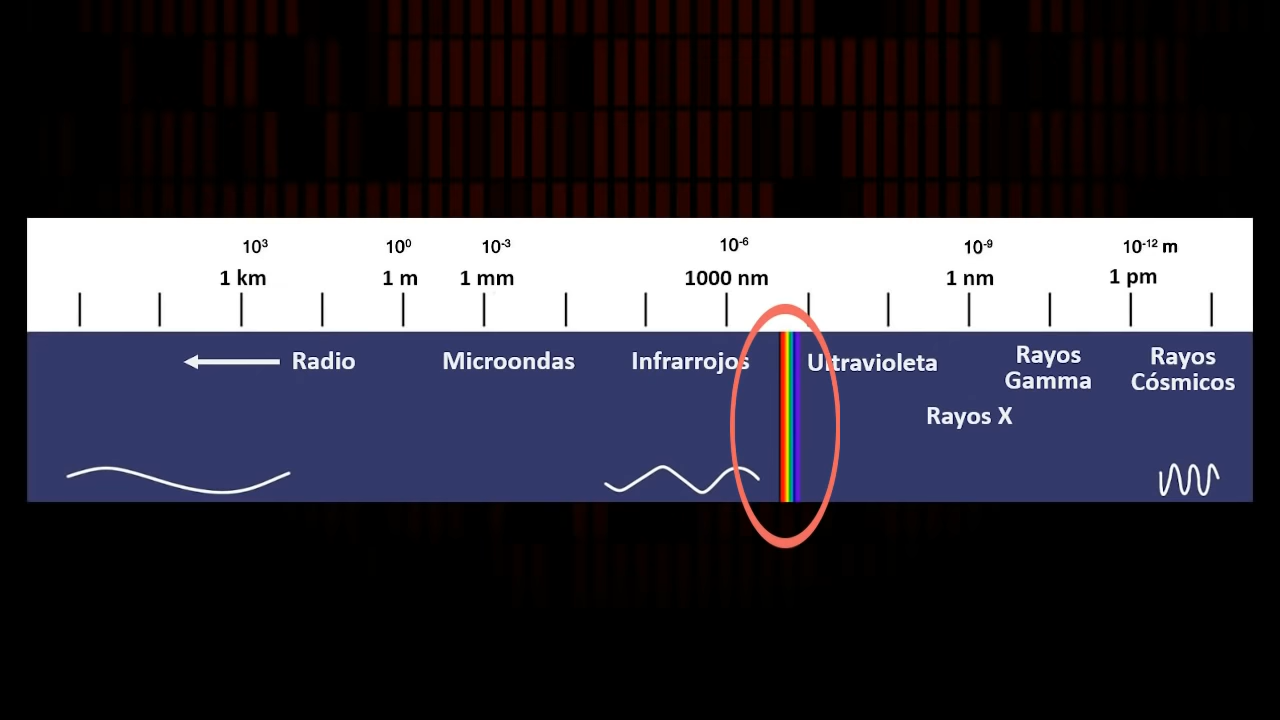 10³ 10⁰ 10⁻³ 10⁻⁶ 10⁻⁹ 10⁻¹² m
1 km 1 m 1 mm 1000 nm 1 nm 1 pm
Radio Microondas Infrarrojos Ultravioleta Rayos Gamma Rayos Cósmicos
Rayos X